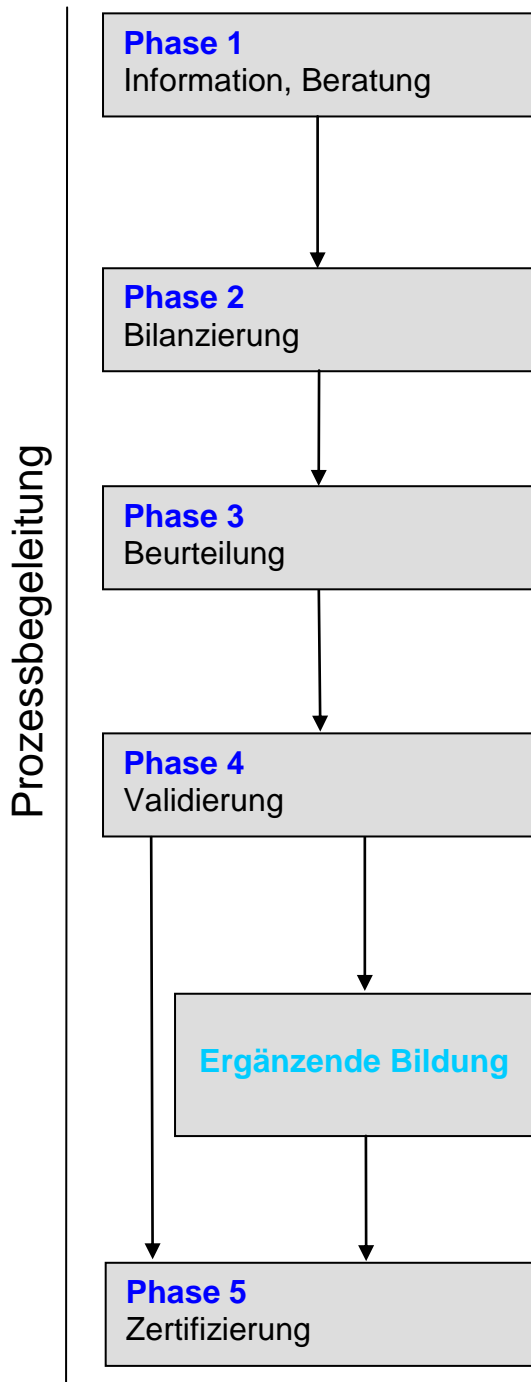 Prozessbegeleitung
Phase 1
Information, Beratung
Phase 2
Bilanzierung
Phase 3
Beurteilung
Phase 4
Validierung
Ergänzende Bildung
Phase 5
Zertifizierung